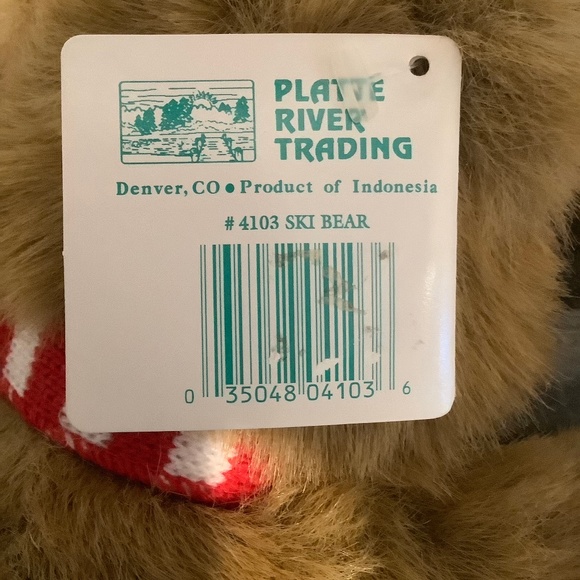 PLATTE
RIVER
TRADING
Denver, CO ● Product of Indonesia
# 4103 SKI BEAR
0 35048 04103 6